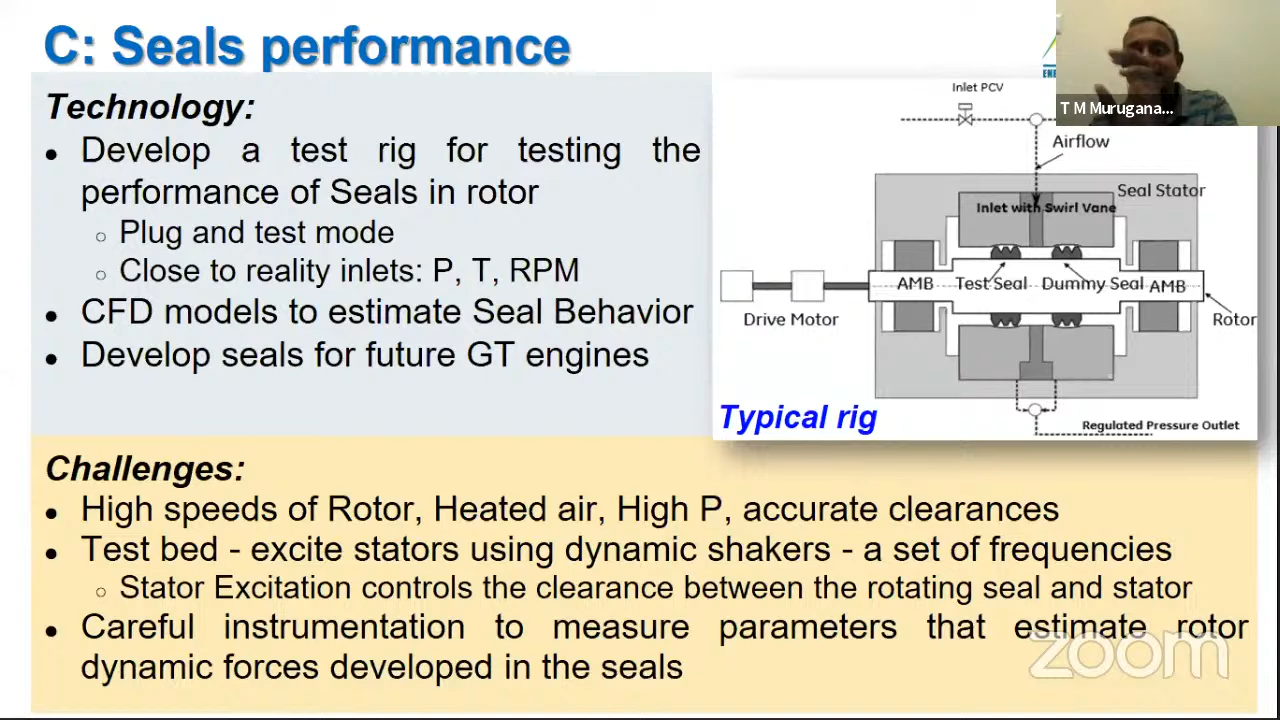 C: Seals performance
Technology:
● Develop a test rig for testing the
performance of Seals in rotor
○ Plug and test mode
○ Close to reality inlets: P, T, RPM
● CFD models to estimate Seal Behavior
● Develop seals for future GT engines
T M Murugana...
Inlet PCV
Airflow
Seal Stator
Inlet with Swirl Vane
AMB
Test Seal
Dummy Seal
AMB
Drive Motor
Rotor
Typical rig
Regulated Pressure Outlet
Challenges:
● High speeds of Rotor, Heated air, High P, accurate clearances
● Test bed - excite stators using dynamic shakers - a set of frequencies
○ Stator Excitation controls the clearance between the rotating seal and stator
● Careful instrumentation to measure parameters that estimate rotor
dynamic forces developed in the seals
zoom